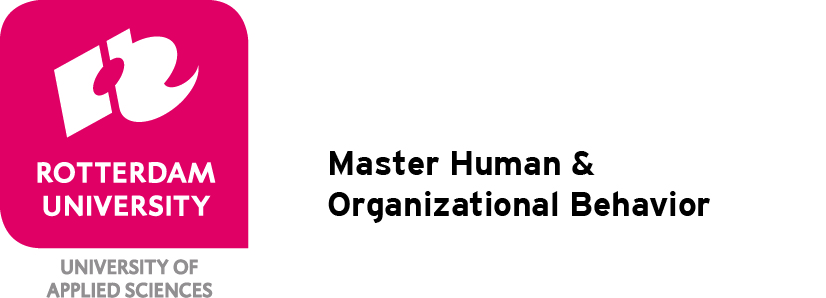 ROTTERDAM
UNIVERSITY
UNIVERSITY OF
APPLIED SCIENCES
Master Human &
Organizational Behavior